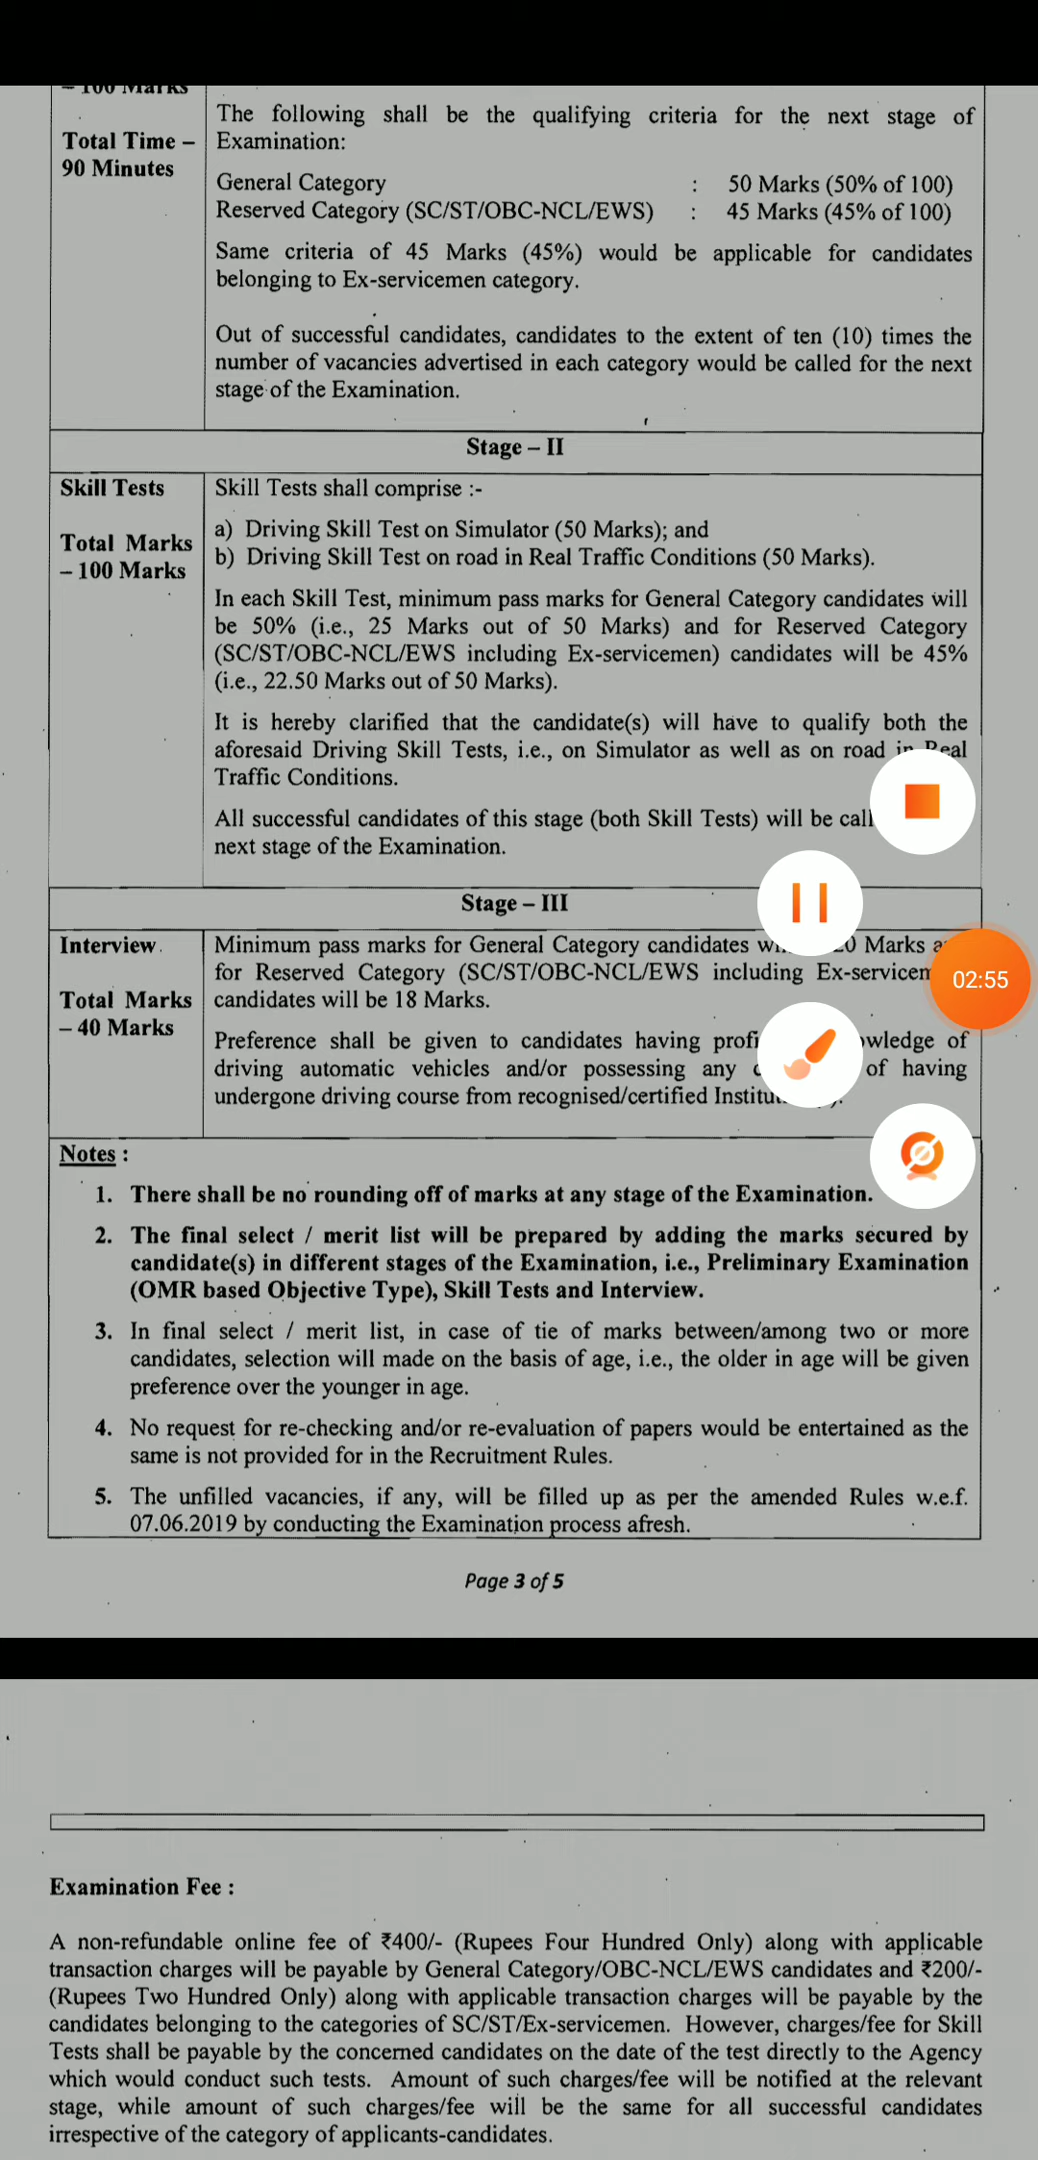 – 100 Marks
Total Time –
90 Minutes
The following shall be the qualifying criteria for the next stage of
Examination:
General Category : 50 Marks (50% of 100)
Reserved Category (SC/ST/OBC-NCL/EWS) : 45 Marks (45% of 100)
Same criteria of 45 Marks (45%) would be applicable for candidates
belonging to Ex-servicemen category.
Out of successful candidates, candidates to the extent of ten (10) times the
number of vacancies advertised in each category would be called for the next
stage of the Examination.
Stage – II
Skill Tests
Total Marks
– 100 Marks
Skill Tests shall comprise :-
a) Driving Skill Test on Simulator (50 Marks); and
b) Driving Skill Test on road in Real Traffic Conditions (50 Marks).
In each Skill Test, minimum pass marks for General Category candidates will
be 50% (i.e., 25 Marks out of 50 Marks) and for Reserved Category
(SC/ST/OBC-NCL/EWS including Ex-servicemen) candidates will be 45%
(i.e., 22.50 Marks out of 50 Marks).
It is hereby clarified that the candidate(s) will have to qualify both the
aforesaid Driving Skill Tests, i.e., on Simulator as well as on road in Real
Traffic Conditions.
All successful candidates of this stage (both Skill Tests) will be call
next stage of the Examination.
Stage – III
Interview
Total Marks
– 40 Marks
Minimum pass marks for General Category candidates Marks
for Reserved Category (SC/ST/OBC-NCL/EWS including Ex-servicem
candidates will be 18 Marks.
Preference shall be given to candidates having of
driving automatic vehicles and/or possessing any of having
undergone driving course from recognised/certified
02:55
Notes :
1. There shall be no rounding off of marks at any stage of the Examination.
2. The final select / merit list will be prepared by adding the marks secured by
candidate(s) in different stages of the Examination, i.e., Preliminary Examination
(OMR based Objective Type), Skill Tests and Interview.
3. In final select / merit list, in case of tie of marks between/among two or more
candidates, selection will made on the basis of age, i.e., the older in age will be given
preference over the younger in age.
4. No request for re-checking and/or re-evaluation of papers would be entertained as the
same is not provided for in the Recruitment Rules.
5. The unfilled vacancies, if any, will be filled up as per the amended Rules w.e.f.
07.06.2019 by conducting the Examination process afresh.
Page 3 of 5
Examination Fee :
A non-refundable online fee of ₹400/- (Rupees Four Hundred Only) along with applicable
transaction charges will be payable by General Category/OBC-NCL/EWS candidates and ₹200/-
(Rupees Two Hundred Only) along with applicable transaction charges will be payable by the
candidates belonging to the categories of SC/ST/Ex-servicemen. However, charges/fee for Skill
Tests shall be payable by the concerned candidates on the date of the test directly to the Agency
which would conduct such tests. Amount of such charges/fee will be notified at the relevant
stage, while amount of such charges/fee will be the same for all successful candidates
irrespective of the category of applicants-candidates.